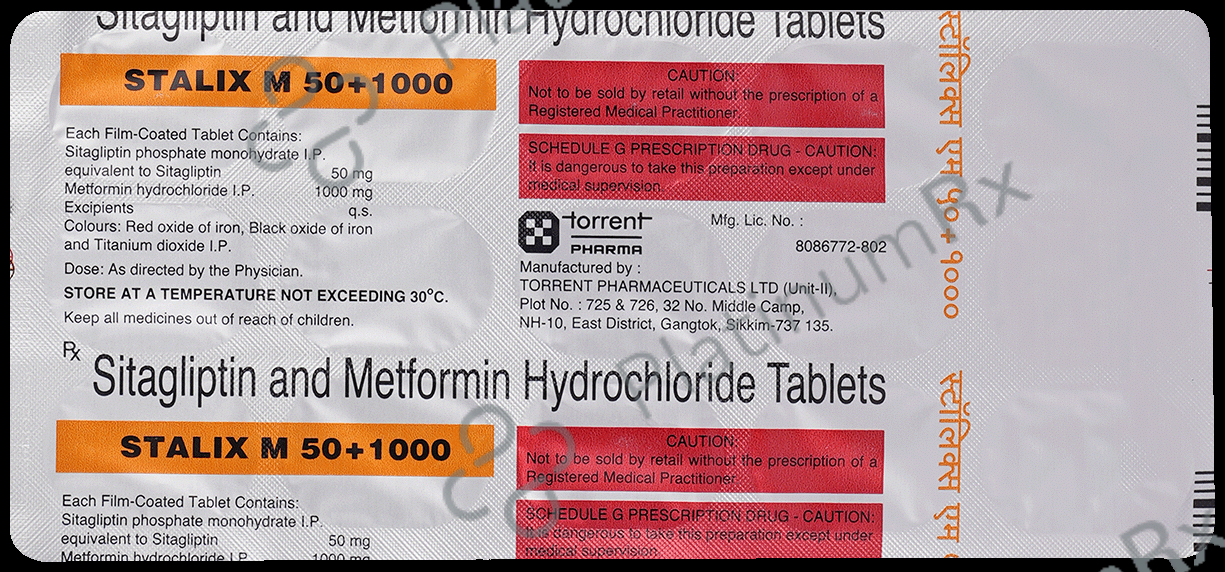 Sitagliptin and Metformin Hydrochloride Tablets
STALIX M 50+1000
Each Film-Coated Tablet Contains:
Sitagliptin phosphate monohydrate I.P.
equivalent to Sitagliptin 50 mg
Metformin hydrochloride I.P. 1000 mg
Excipients q.s.
Colours: Red oxide of iron, Black oxide of iron
and Titanium dioxide I.P.
Dose: As directed by the Physician.
STORE AT A TEMPERATURE NOT EXCEEDING 30°C.
Keep all medicines out of reach of children.
CAUTION:
Not to be sold by retail without the prescription of a
Registered Medical Practitioner.
SCHEDULE G PRESCRIPTION DRUG - CAUTION:
It is dangerous to take this preparation except under
medical supervision.
torrent
PHARMA
Mfg. Lic. No. :
8086772-802
Manufactured by :
TORRENT PHARMACEUTICALS LTD (Unit-II),
Plot No. : 725 & 726, 32 No. Middle Camp,
NH-10, East District, Gangtok, Sikkim-737 135.
स्टॉलिक्स एम ५०+१०००
Rx Sitagliptin and Metformin Hydrochloride Tablets
STALIX M 50+1000
Each Film-Coated Tablet Contains:
Sitagliptin phosphate monohydrate I.P.
equivalent to Sitagliptin 50 mg
Metformin hydrochloride I.P. 1000 mg
CAUTION:
Not to be sold by retail without the prescription of a
Registered Medical Practitioner.
SCHEDULE G PRESCRIPTION DRUG - CAUTION:
It is dangerous to take this preparation except under
medical supervision.
स्टॉलिक्स एम
PlatinumRx